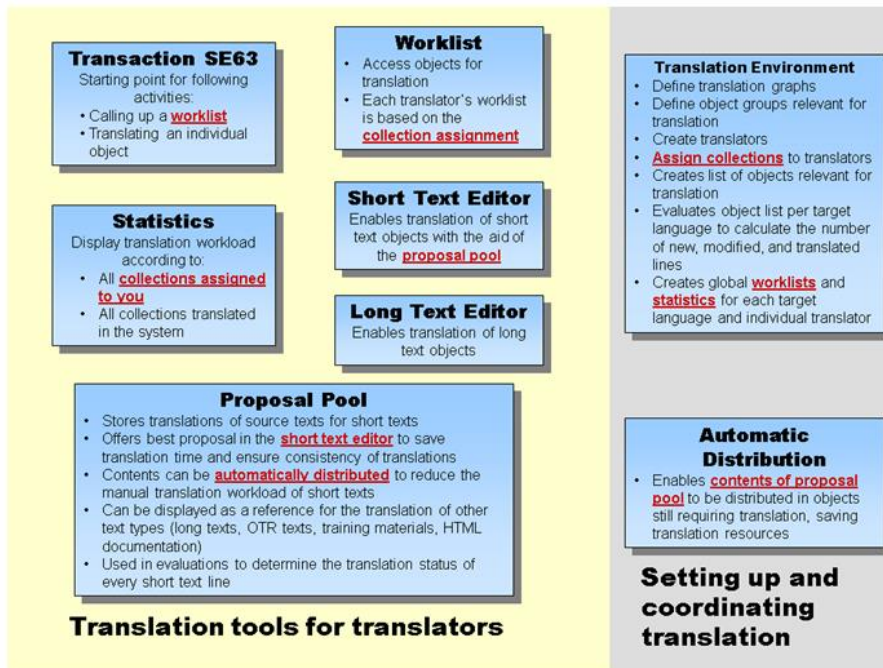 Transaction SE63
Starting point for following
activities:
• Calling up a worklist
• Translating an individual
object
Worklist
• Access objects for
translation
• Each translator's worklist
is based on the
collection assignment
Statistics
Display translation workload
according to:
• All collections assigned
to you
• All collections translated
in the system
Short Text Editor
Enables translation of short
text objects with the aid of
the proposal pool
Long Text Editor
Enables translation of long
text objects
Proposal Pool
• Stores translations of source texts for short texts
• Offers best proposal in the short text editor to save
translation time and ensure consistency of translations
• Contents can be automatically distributed to reduce the
manual translation workload of short texts
• Can be displayed as a reference for the translation of other
text types (long texts, OTR texts, training materials, HTML
documentation)
• Used in evaluations to determine the translation status of
every short text line
Translation tools for translators
Translation Environment
• Define translation graphs
• Define object groups relevant for
translation
• Create translators
• Assign collections to translators
• Creates list of objects relevant for
translation
• Evaluates object list per target
language to calculate the number
of new, modified, and translated
lines
• Creates global worklists and
statistics for each target
language and individual translator
Automatic
Distribution
• Enables contents of proposal
pool to be distributed in objects
still requiring translation, saving
translation resources
Setting up and
coordinating
translation